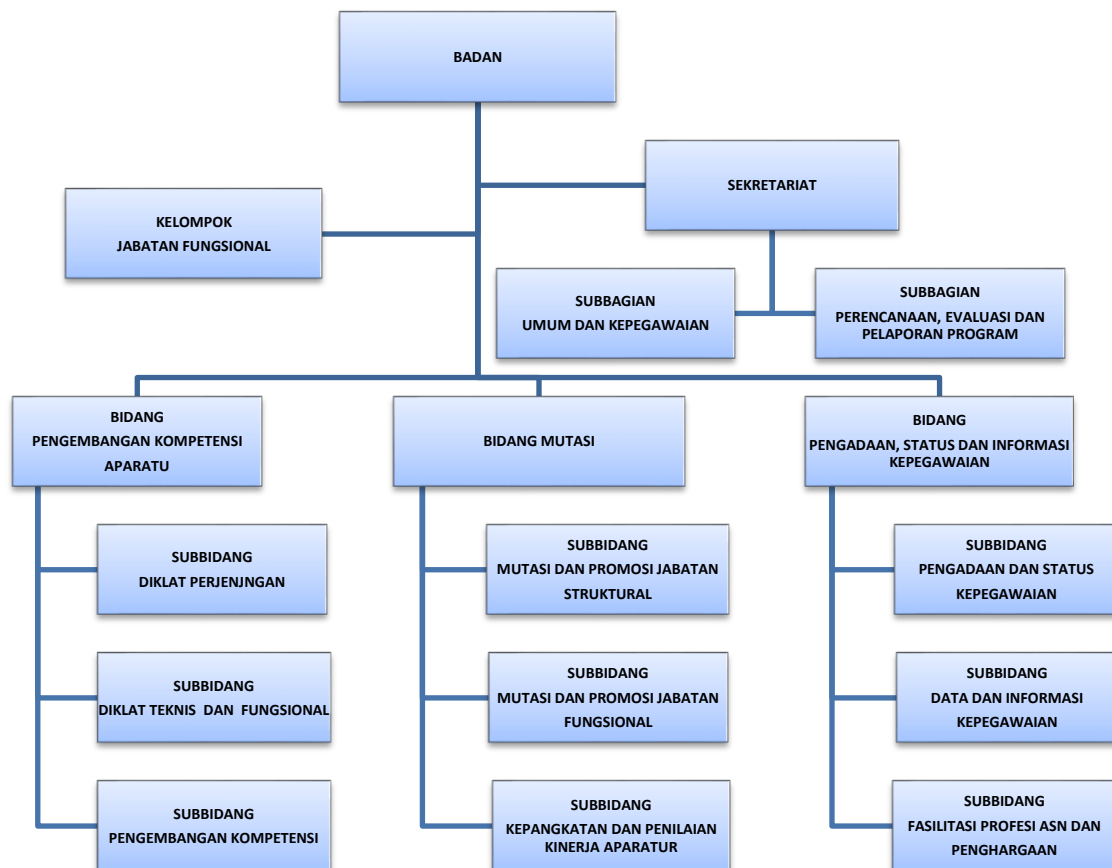 BADAN
SEKRETARIAT
KELOMPOK
JABATAN FUNGSIONAL
SUBBAGIAN
UMUM DAN KEPEGAWAIAN
SUBBAGIAN
PERENCANAAN, EVALUASI DAN
PELAPORAN PROGRAM
BIDANG
PENGEMBANGAN KOMPETENSI
APARATU
BIDANG MUTASI
BIDANG
PENGADAAN, STATUS DAN INFORMASI
KEPEGAWAIAN
SUBBIDANG
DIKLAT PERJENJNGAN
SUBBIDANG
MUTASI DAN PROMOSI JABATAN
STRUKTURAL
SUBBIDANG
PENGADAAN DAN STATUS
KEPEGAWAIAN
SUBBIDANG
DIKLAT TEKNIS DAN FUNGSIONAL
SUBBIDANG
MUTASI DAN PROMOSI JABATAN
FUNGSIONAL
SUBBIDANG
DATA DAN INFORMASI
KEPEGAWAIAN
SUBBIDANG
PENGEMBANGAN KOMPETENSI
SUBBIDANG
KEPANGKATAN DAN PENILAIAN
KINERJA APARATUR
SUBBIDANG
FASILITASI PROFESI ASN DAN
PENGHARGAAN